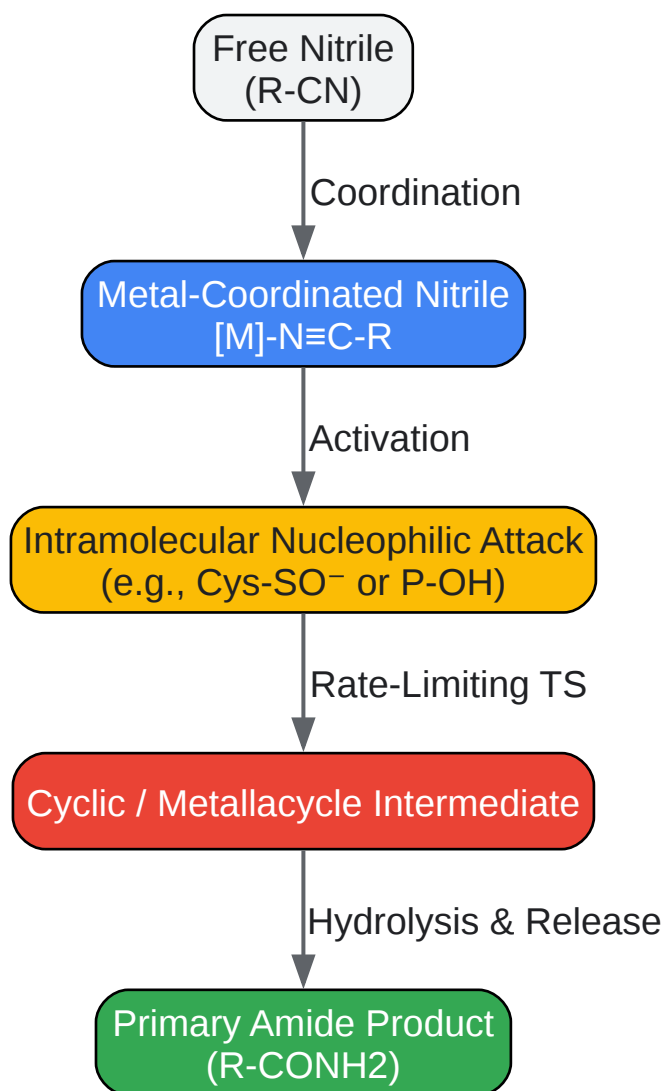 Free Nitrile
(R-CN)
Coordination
Metal-Coordinated Nitrile
[M]-N≡C-R
Activation
Intramolecular Nucleophilic Attack
(e.g., Cys-SO⁻ or P-OH)
Rate-Limiting TS
Cyclic / Metallacycle Intermediate
Hydrolysis & Release
Primary Amide Product
(R-CONH2)